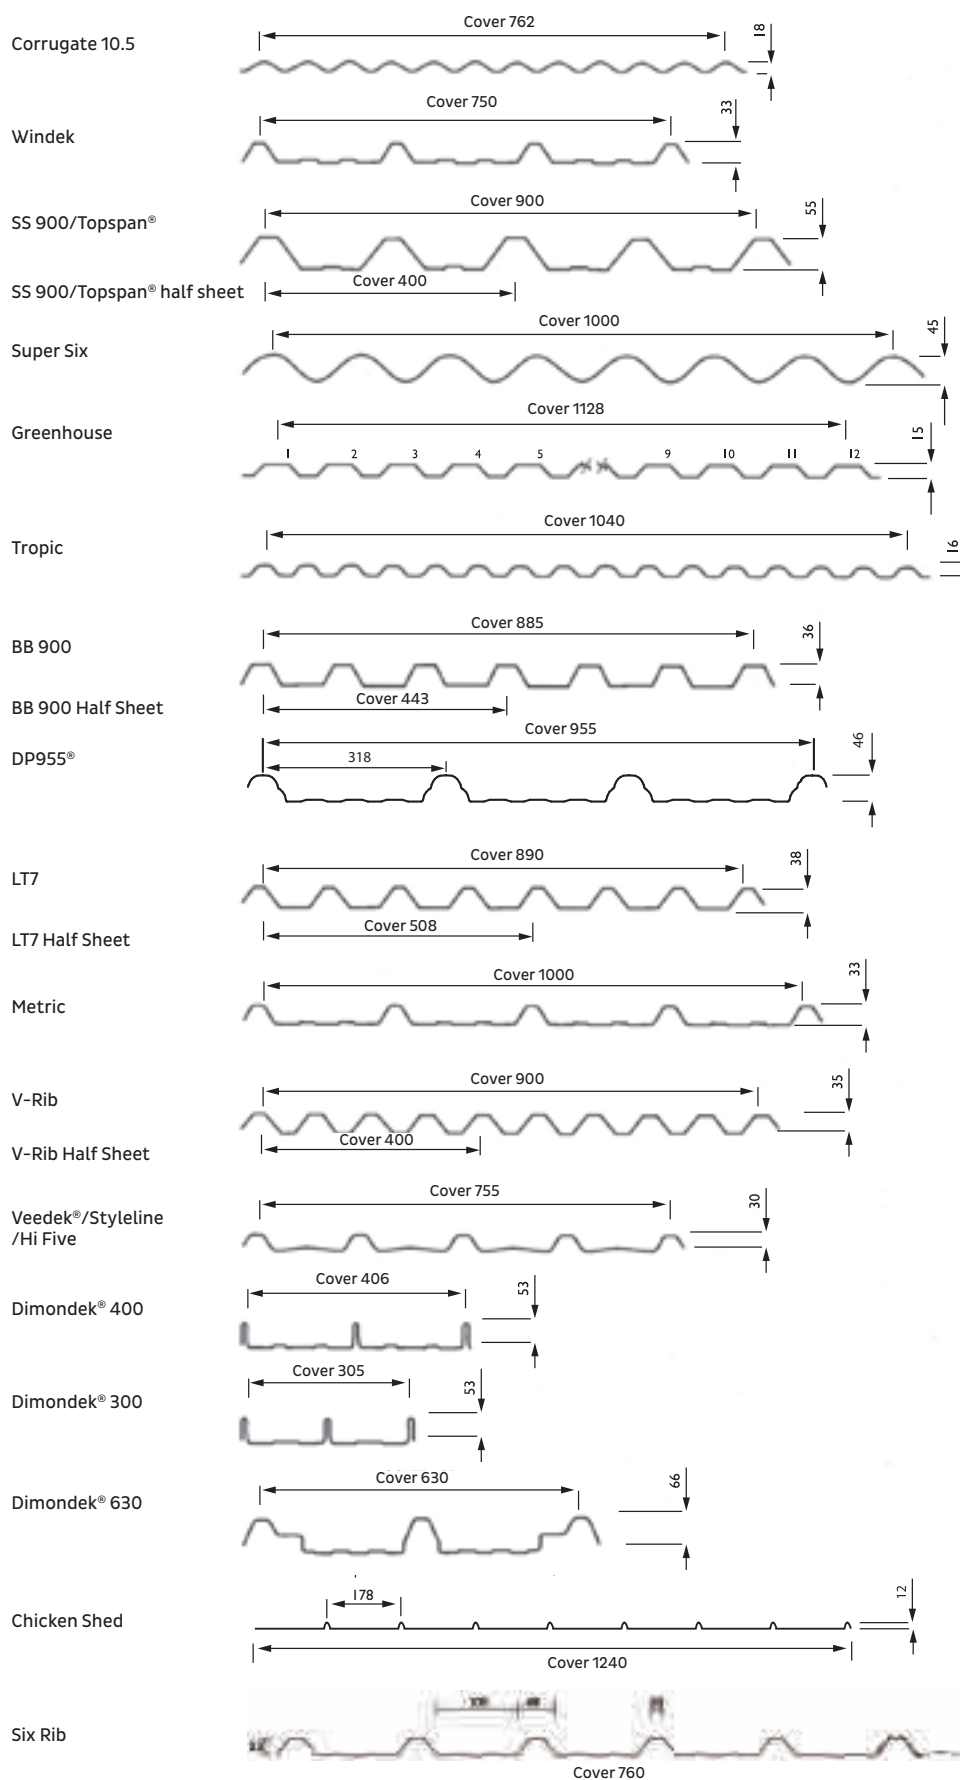 Cover 762
18
Corrugate 10.5
Cover 750
33
Windek
Cover 900
55
SS 900/Topspan®
Cover 400
SS 900/Topspan® half sheet
Cover 1000
45
Super Six
Cover 1128
15
Greenhouse
1 2 3 4 5 9 10 11 12
Cover 1040
16
Tropic
Cover 885
36
BB 900
Cover 443
BB 900 Half Sheet
Cover 955
46
DP955®
318
Cover 890
38
LT7
Cover 508
LT7 Half Sheet
Cover 1000
33
Metric
Cover 900
35
V-Rib
Cover 400
V-Rib Half Sheet
Cover 755
30
Veedek®/Styleline
/Hi Five
Cover 406
53
Dimondek® 400
Cover 305
53
Dimondek® 300
Cover 630
66
Dimondek® 630
178
12
Chicken Shed
Cover 1240
Six Rib
Cover 760